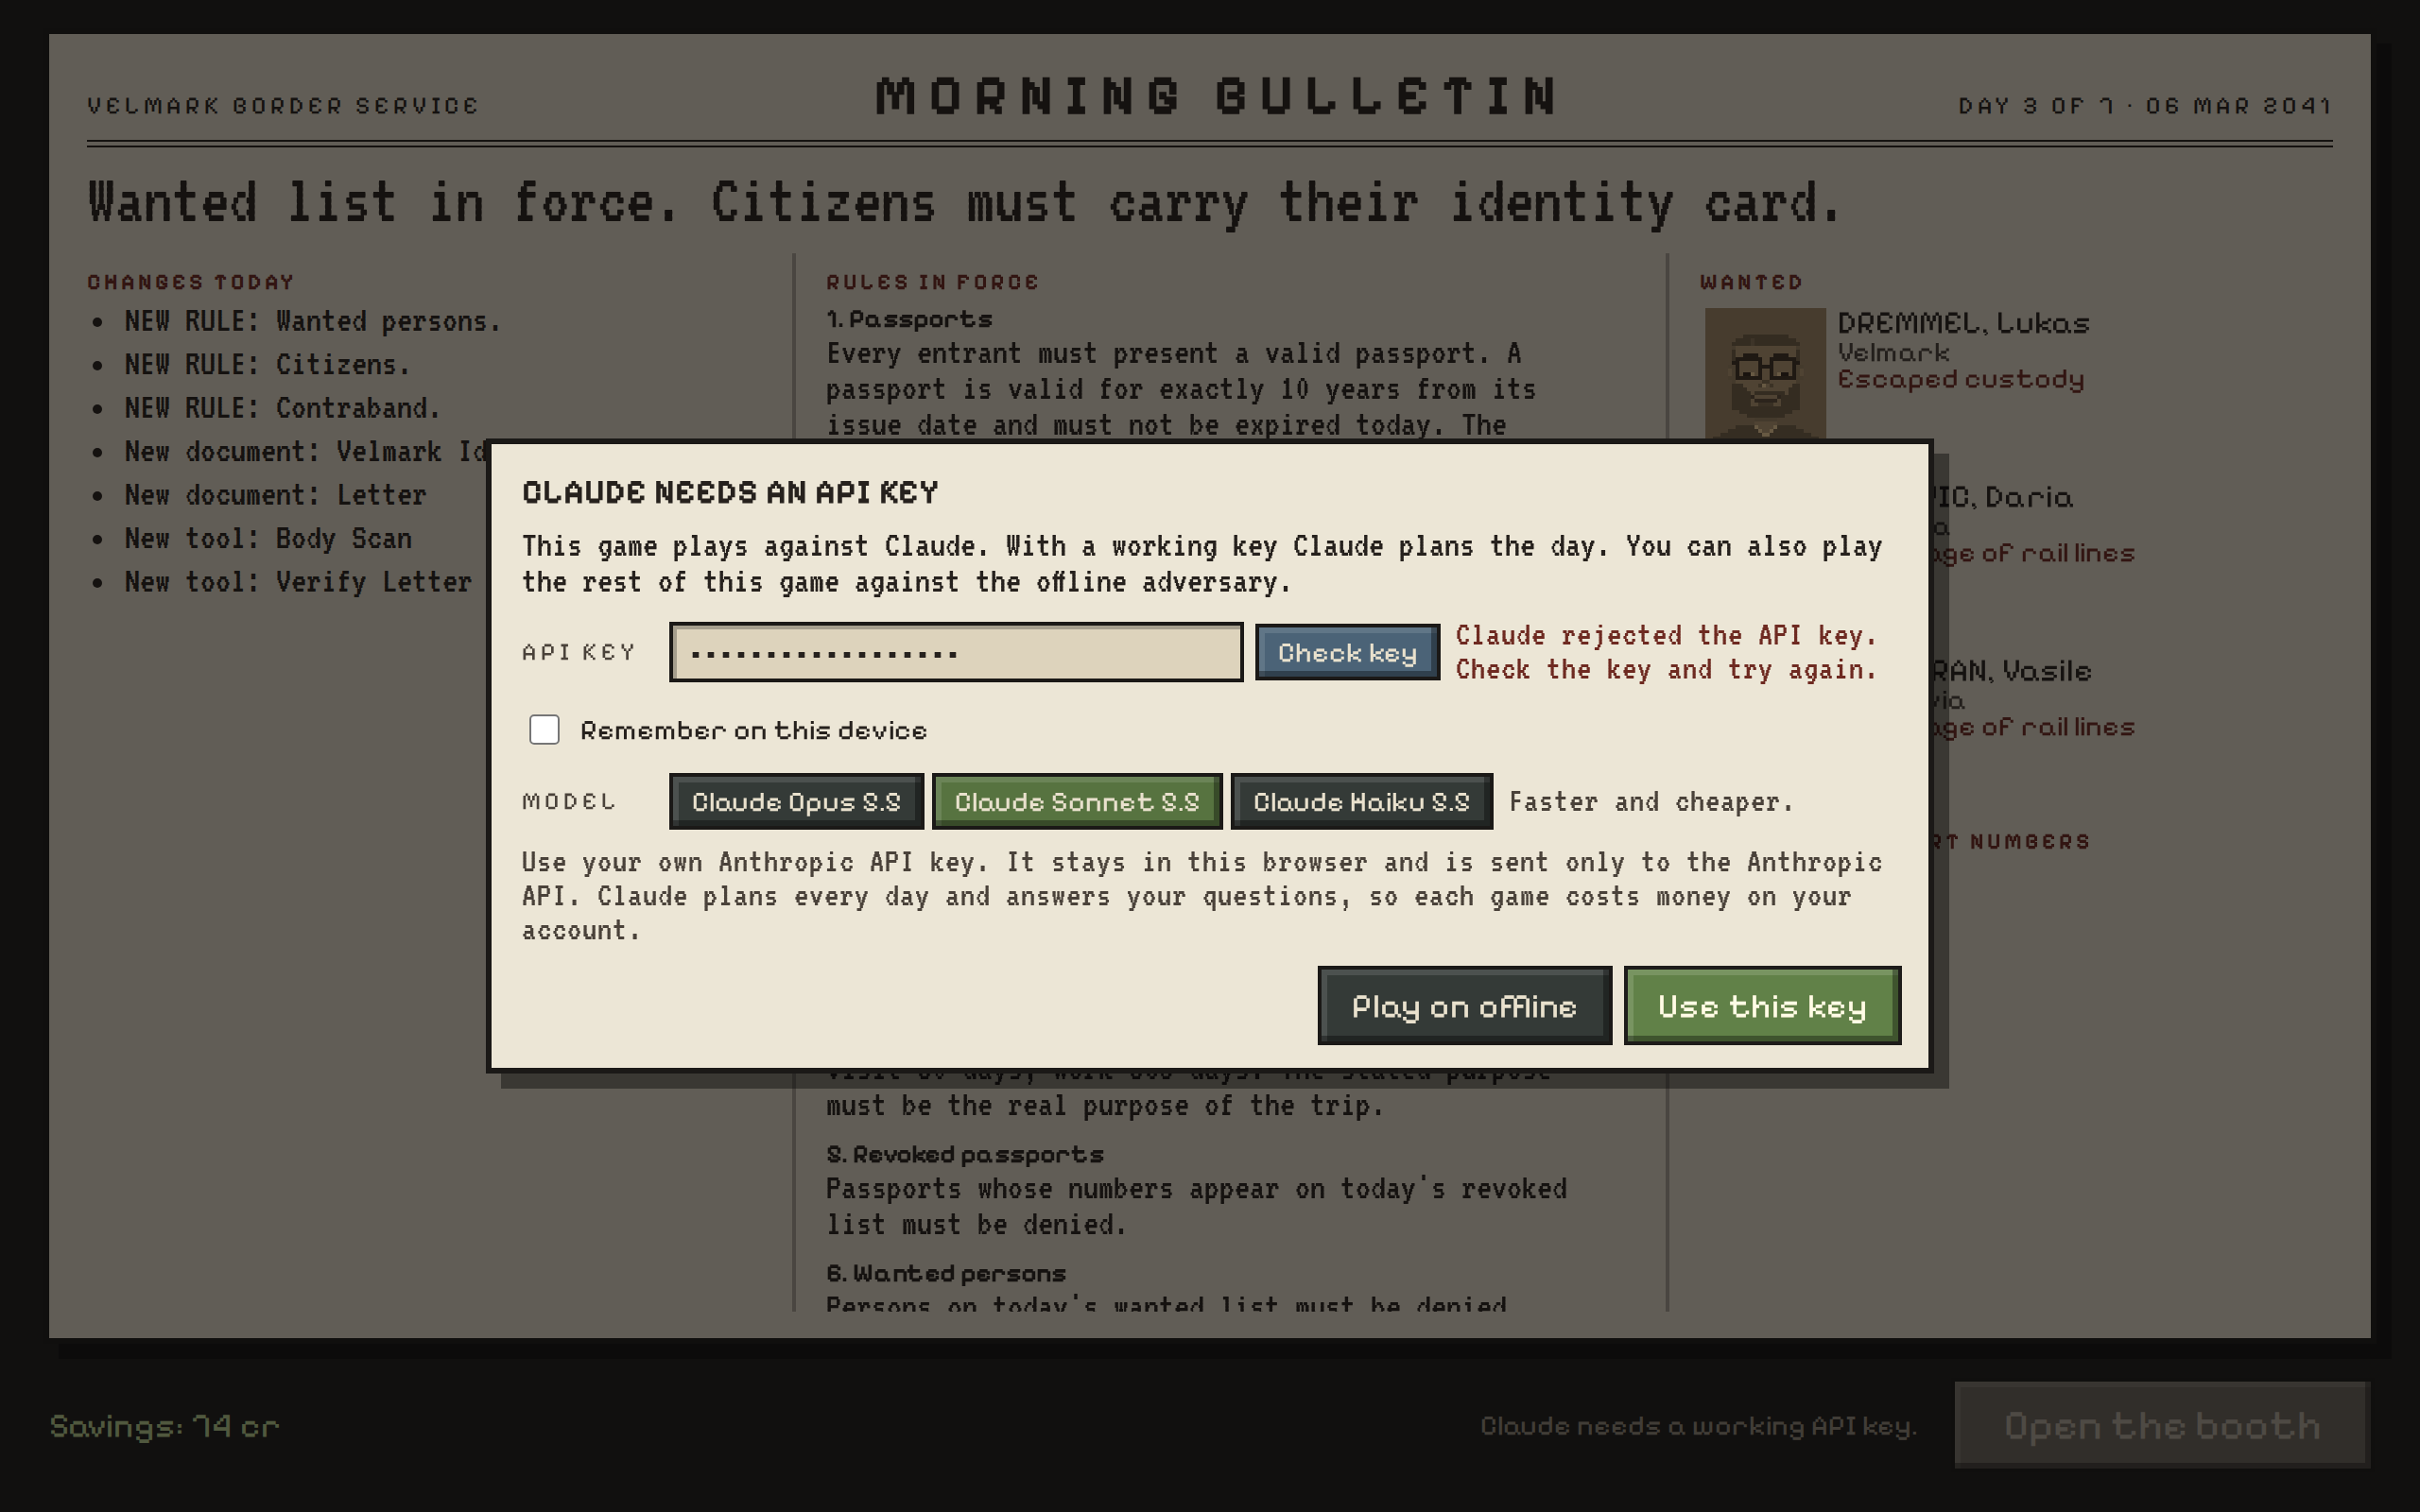 VELMARK BORDER SERVICE
MORNING BULLETIN
DAY 3 OF 7 · 06 MAR 2041
Wanted list in force. Citizens must carry their identity card.
CHANGES TODAY
• NEW RULE: Wanted persons.
• NEW RULE: Citizens.
• NEW RULE: Contraband.
• New document: Velmark
• New document: Letter
• New tool: Body Scan
• New tool: Verify Letter
RULES IN FORCE
1. Passports
Every entrant must present a valid passport. A
passport is valid for exactly 10 years from its
issue date and must not be expired today. The
must be the real purpose of the trip.
5. Revoked passports
Passports whose numbers appear on today's revoked
list must be denied.
6. Wanted persons
Persons on today's wanted list must be denied
WANTED
DREMMEL, Lukas
Velmark
Escaped custody
Daria
of rail lines
Vasile
of rail lines
NUMBERS
CLAUDE NEEDS AN API KEY
This game plays against Claude. With a working key Claude plans the day. You can also play
the rest of this game against the offline adversary.
API KEY
Check key
Claude rejected the API key.
Check the key and try again.
Remember on this device
MODEL
Claude Opus 5.5
Claude Sonnet 5.5
Claude Haiku 5.5
Faster and cheaper.
Use your own Anthropic API key. It stays in this browser and is sent only to the Anthropic
API. Claude plans every day and answers your questions, so each game costs money on your
account.
Play on offline
Use this key
Savings: 74 cr
Claude needs a working API key.
Open the booth